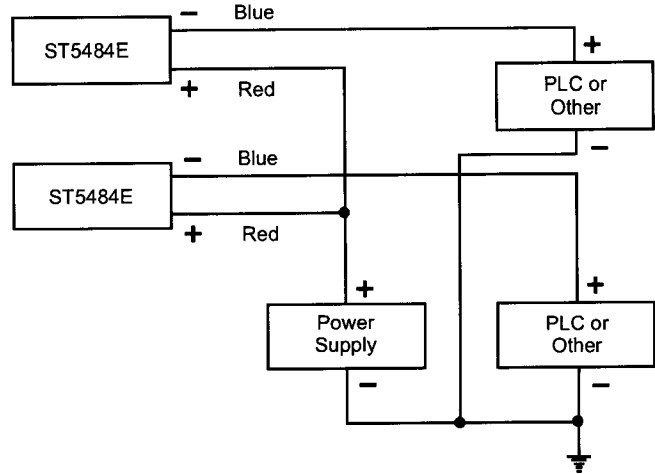 − Blue
ST5484E
+ Red
+
PLC or
Other
−
− Blue
ST5484E
+ Red
+
Power
Supply
−
+
PLC or
Other
−